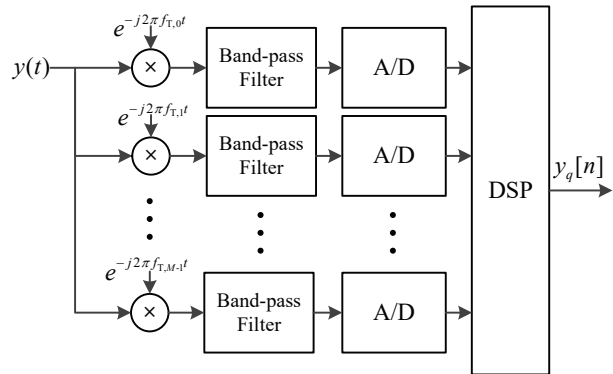 e^{-j2πf_{T,0}t}
y(t)
×
Band-pass
Filter
A/D
e^{-j2πf_{T,1}t}
×
Band-pass
Filter
A/D
DSP
y_q[n]
e^{-j2πf_{T,M-1}t}
×
Band-pass
Filter
A/D